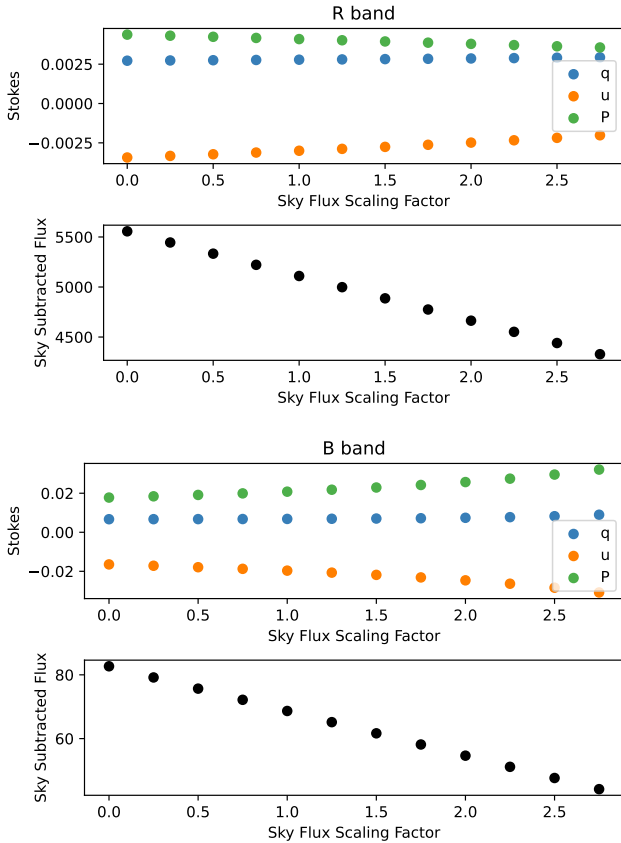 R band
Stokes
0.0025
0.0000
−0.0025
q
u
P
0.0 0.5 1.0 1.5 2.0 2.5
Sky Flux Scaling Factor
Sky Subtracted Flux
5500
5000
4500
0.0 0.5 1.0 1.5 2.0 2.5
Sky Flux Scaling Factor
B band
Stokes
0.02
0.00
−0.02
q
u
P
0.0 0.5 1.0 1.5 2.0 2.5
Sky Flux Scaling Factor
Sky Subtracted Flux
80
60
0.0 0.5 1.0 1.5 2.0 2.5
Sky Flux Scaling Factor